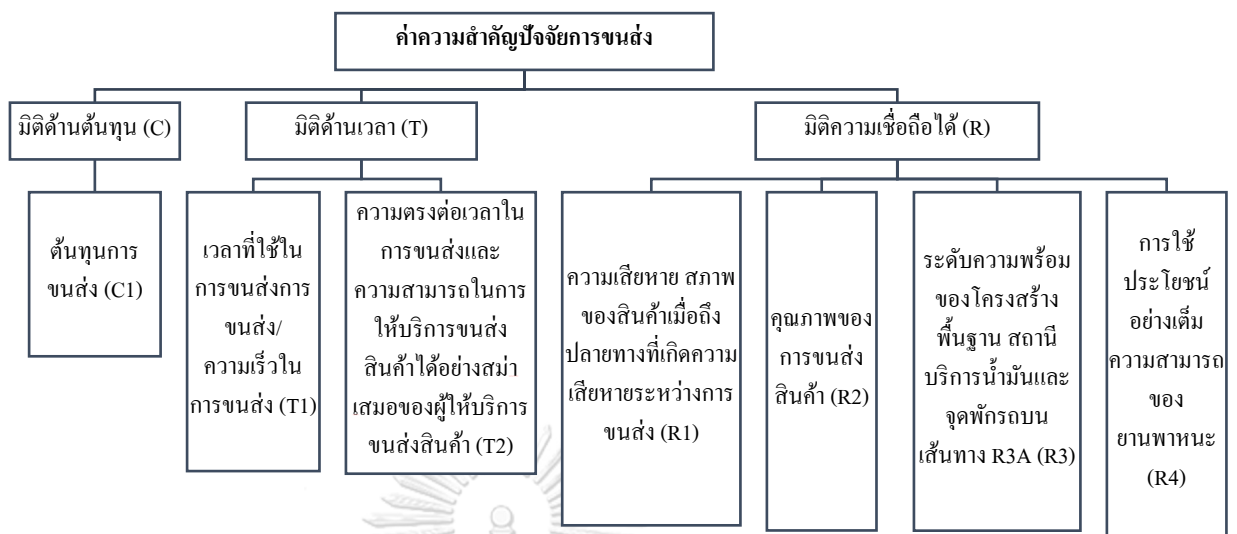 ค่าความสำคัญปัจจัยการขนส่ง
มิติด้านต้นทุน (C)
มิติด้านเวลา (T)
มิติความเชื่อถือได้ (R)
ต้นทุนการ
ขนส่ง (C1)
เวลาที่ใช้ใน
การขนส่งการ
ขนส่ง/
ความเร็วใน
การขนส่ง (T1)
ความตรงต่อเวลาใน
การขนส่งและ
ความสามารถในการ
ให้บริการขนส่ง
สินค้าได้อย่างสม่ำ
เสมอของผู้ให้บริการ
ขนส่งสินค้า (T2)
ความเสียหาย สภาพ
ของสินค้าเมื่อถึง
ปลายทางที่เกิดความ
เสียหายระหว่างการ
ขนส่ง (R1)
คุณภาพของ
การขนส่ง
สินค้า (R2)
ระดับความพร้อม
ของโครงสร้าง
พื้นฐาน สถานี
บริการน้ำมันและ
จุดพักรถบน
เส้นทาง R3A (R3)
การใช้
ประโยชน์
อย่างเต็ม
ความสามารถ
ของ
ยานพาหนะ
(R4)